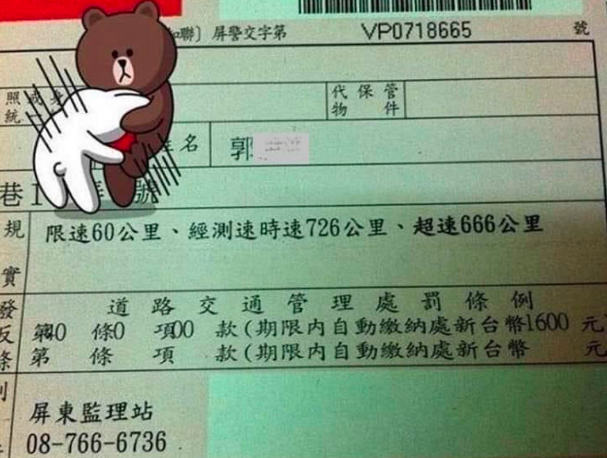 知聯〕 屏警交字第 VP0718665 號
代保管
物件
姓名 郭
巷 號
規 限速60公里、經測速時速726公里、超速666公里
實
發 道路交通管理處罰條例
反 第40 條0 項00 款(期限內自動繳納處新台幣1600 元
條 第 條 項 款(期限內自動繳納處新台幣 元
屏東監理站
08-766-6736